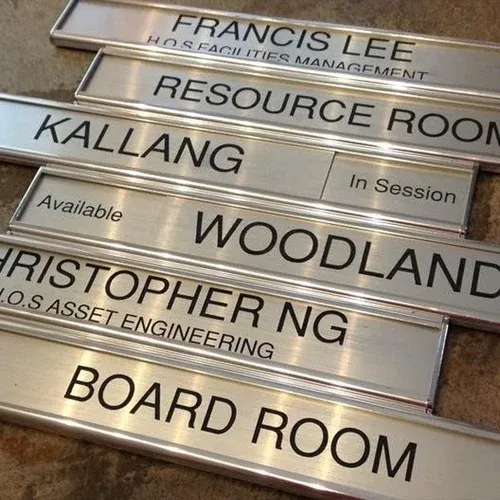 FRANCIS LEE
H.O.S FACILITIES MANAGEMENT
RESOURCE ROOM
KALLANG
In Session
Available
WOODLAND
HRISTOPHER NG
H.O.S ASSET ENGINEERING
BOARD ROOM